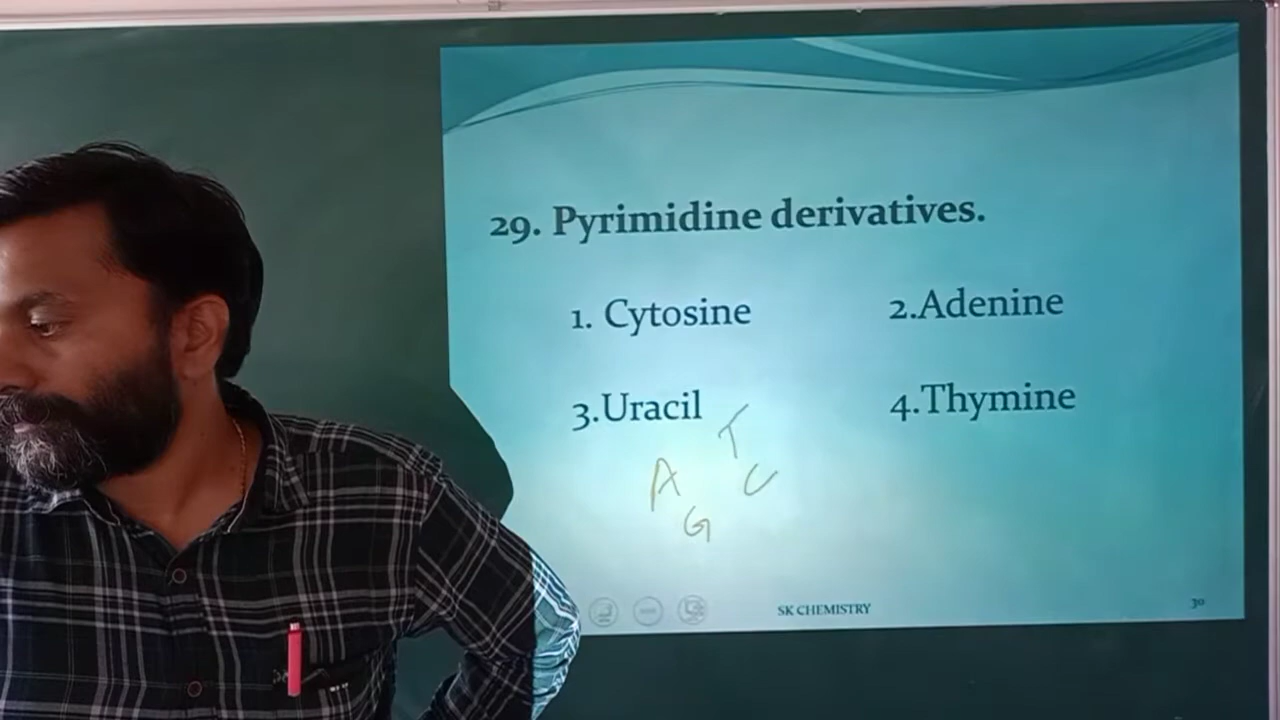 29. Pyrimidine derivatives.
1. Cytosine 2.Adenine
3.Uracil 4.Thymine
T
A C
G
SK CHEMISTRY 30